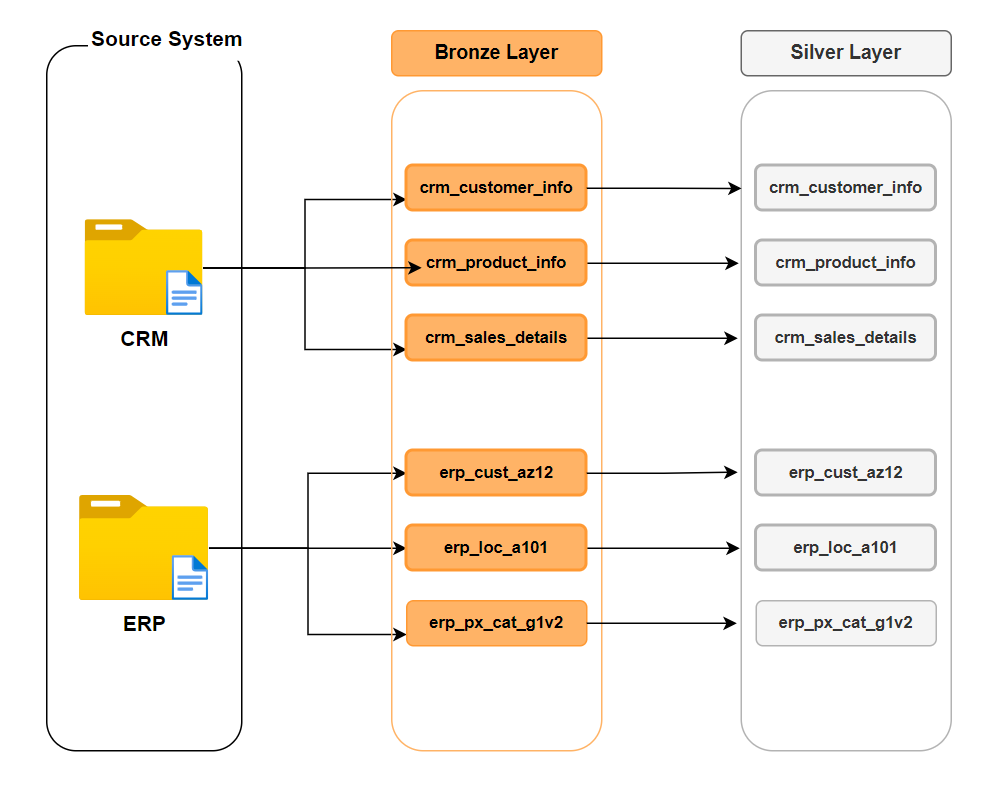 Source System
Bronze Layer
Silver Layer
crm_customer_info
crm_customer_info
crm_product_info
crm_product_info
CRM
crm_sales_details
crm_sales_details
erp_cust_az12
erp_cust_az12
erp_loc_a101
erp_loc_a101
ERP
erp_px_cat_g1v2
erp_px_cat_g1v2